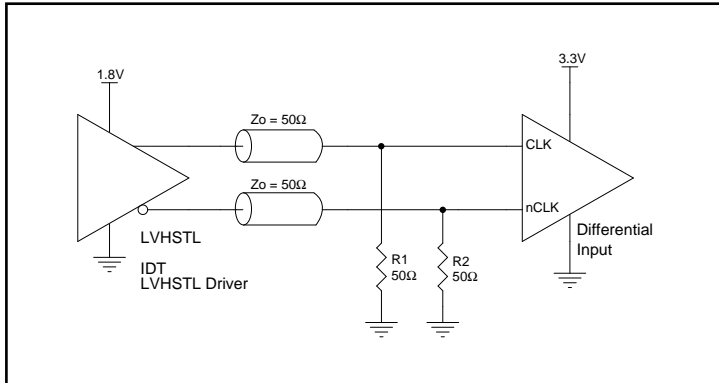 1.8V
3.3V
Zo = 50Ω
CLK
Zo = 50Ω
nCLK
LVHSTL
IDT
LVHSTL Driver
R1
50Ω
R2
50Ω
Differential
Input